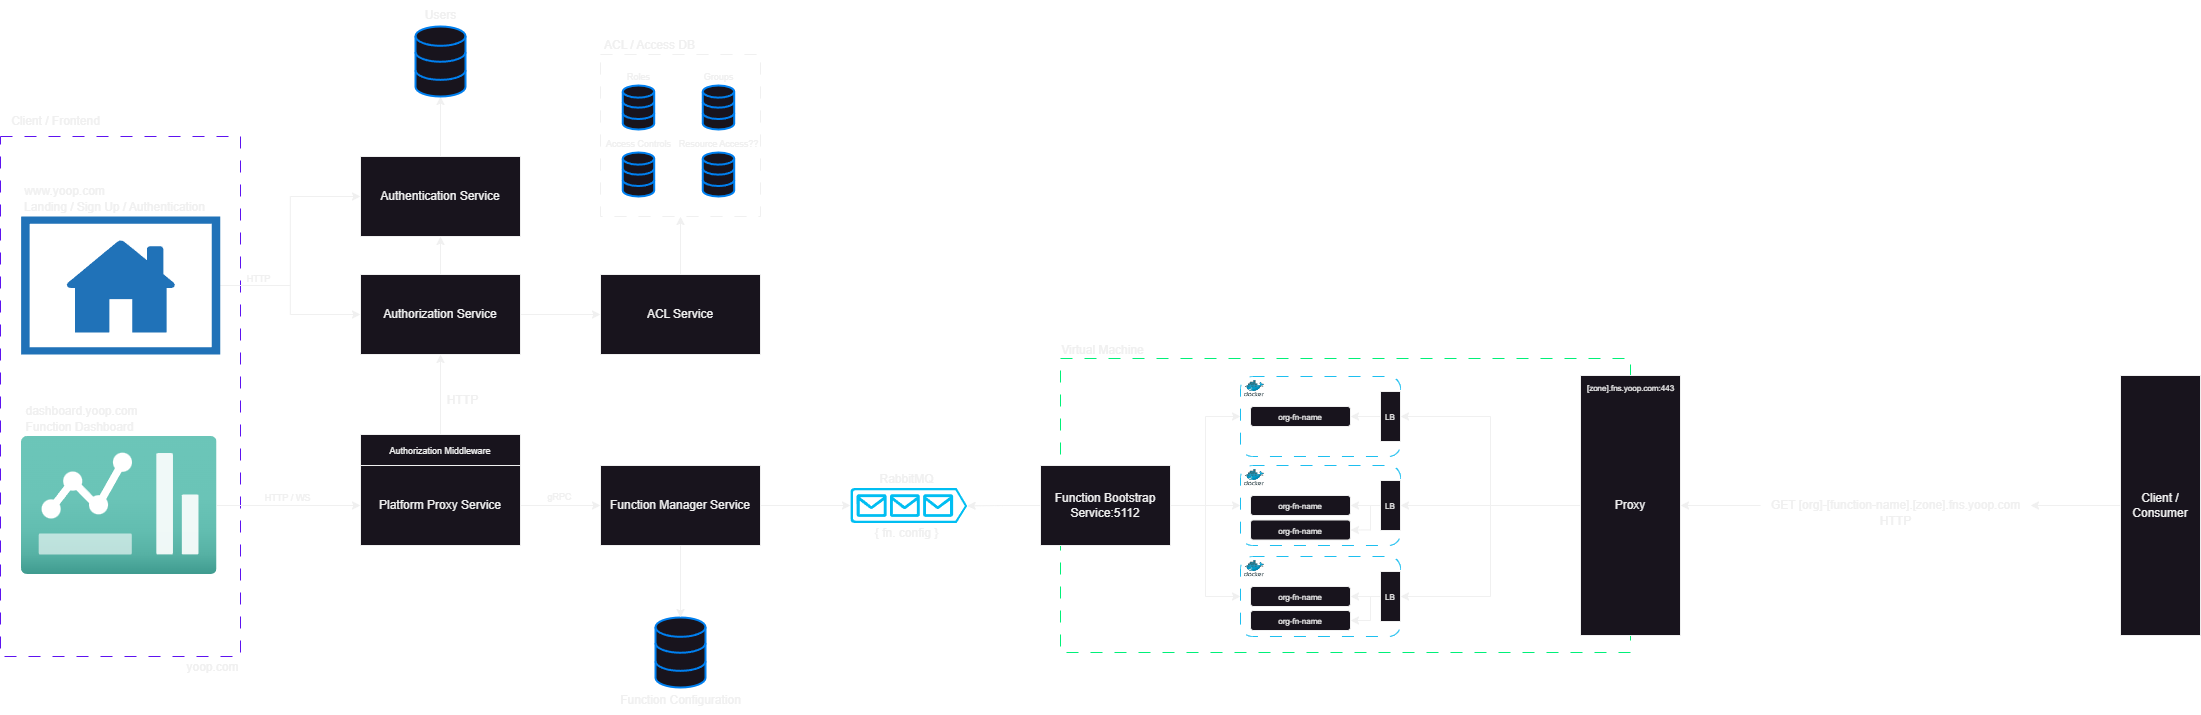 Users
ACL / Access DB
Roles
Groups
Access Controls
Resource Access??
Client / Frontend
www.yoop.com
Landing / Sign Up / Authentication
HTTP
Authentication Service
Authorization Service
ACL Service
HTTP
dashboard.yoop.com
Function Dashboard
HTTP / WS
Authorization Middleware
Platform Proxy Service
gRPC
Function Manager Service
RabbitMQ
{ fn. config }
Function Configuration
yoop.com
Virtual Machine
Function Bootstrap
Service:5112
docker
org-fn-name
LB
docker
org-fn-name
org-fn-name
LB
docker
org-fn-name
org-fn-name
LB
[zone].fns.yoop.com:443
Proxy
GET [org]-[function-name].[zone].fns.yoop.com
HTTP
Client /
Consumer